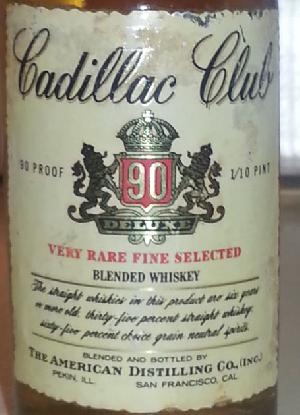 Cadillac Club
90 PROOF 1/10 PINT
90
DELUXE
VERY RARE FINE SELECTED
BLENDED WHISKEY
The straight whiskies in this product are six years
or more old. thirty-five percent straight whiskey.
sixty-five percent choice grain neutral spirits.
BLENDED AND BOTTLED BY
THE AMERICAN DISTILLING CO., (INC.)
PEKIN, ILL. SAN FRANCISCO, CAL